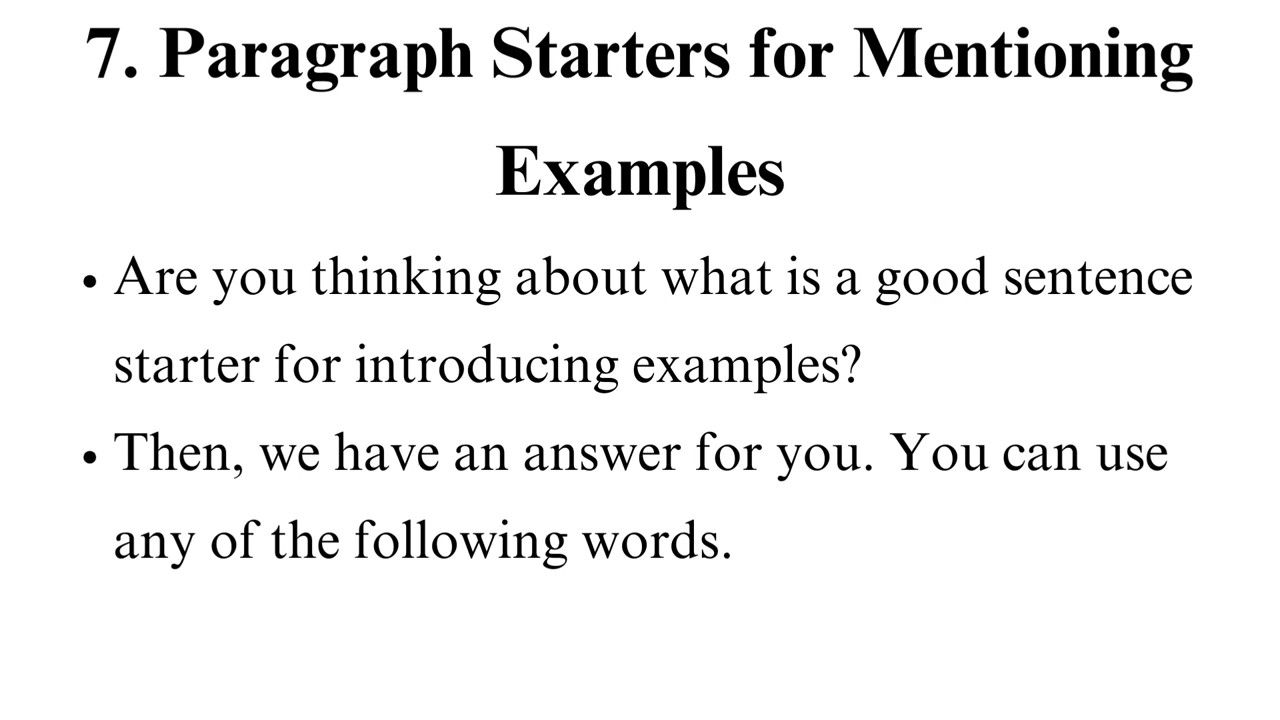 7. Paragraph Starters for Mentioning
Examples
• Are you thinking about what is a good sentence
starter for introducing examples?
• Then, we have an answer for you. You can use
any of the following words.